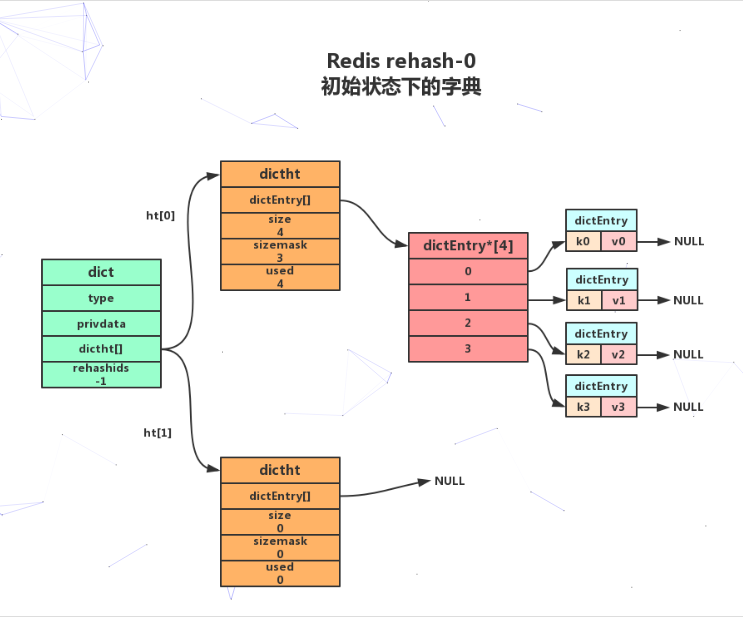 Redis rehash-0
初始状态下的字典
ht[0]
dictht
dictEntry[]
size
4
sizemask
3
used
4
dict
type
privdata
dictht[]
rehashids
-1
dictEntry*[4]
0
1
2
3
dictEntry
k0 v0 NULL
dictEntry
k1 v1 NULL
dictEntry
k2 v2 NULL
dictEntry
k3 v3 NULL
ht[1]
dictht
dictEntry[]
NULL
size
0
sizemask
0
used
0